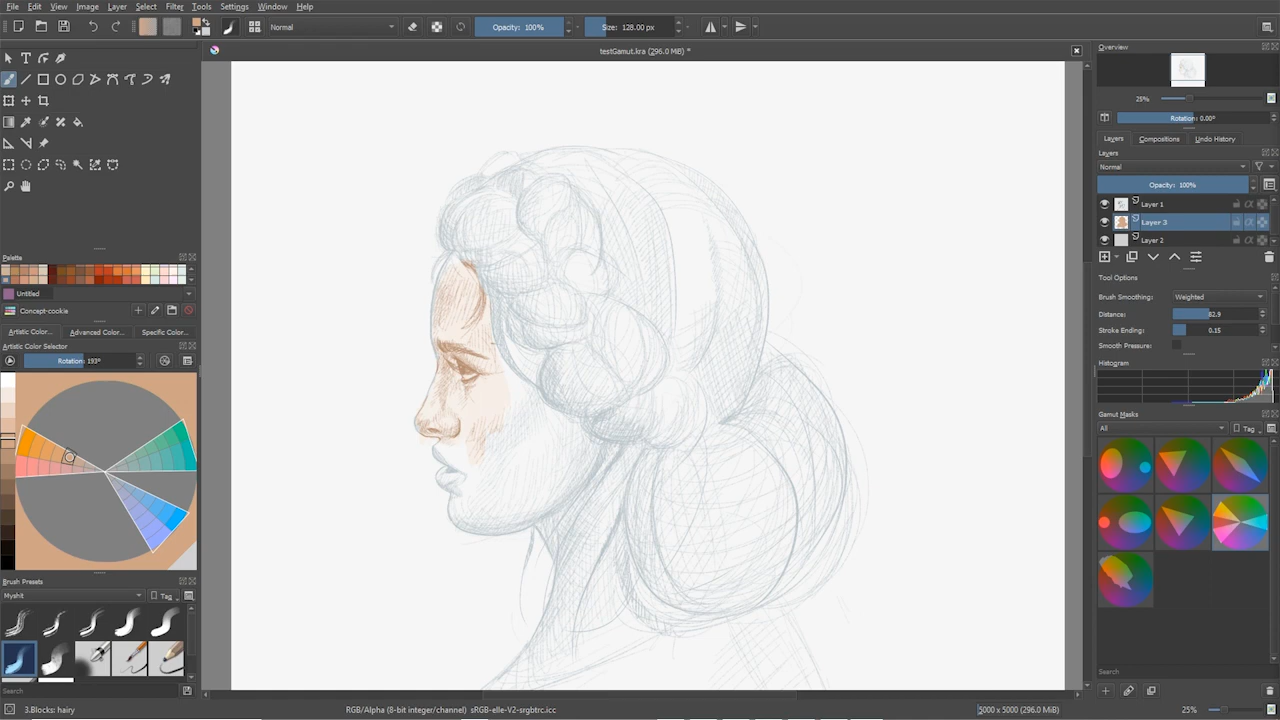 File Edit View Image Layer Select Filter Tools Settings Window Help
Normal Opacity: 100% Size: 128.00 px
testGamut.kra (296.0 MiB) *
Overview
25%
Rotation: 0.00°
Layers Compositions Undo History
Layers
Normal
Opacity: 100%
Layer 1
Layer 3
Layer 2
Tool Options
Brush Smoothing: Weighted
Distance: 82.9
Stroke Ending: 0.15
Smooth Pressure:
Histogram
Gamut Masks
All Tag
Search
Palette
Untitled
Concept-cookie
Artistic Color... Advanced Color... Specific Color...
Artistic Color Selector
Rotation: 193°
Brush Presets
Myshit Tag
Search
3.Blocks: hairy RGB/Alpha (8-bit integer/channel) sRGB-elle-V2-srgbtrc.icc 5000 x 5000 (296.0 MiB) 25%